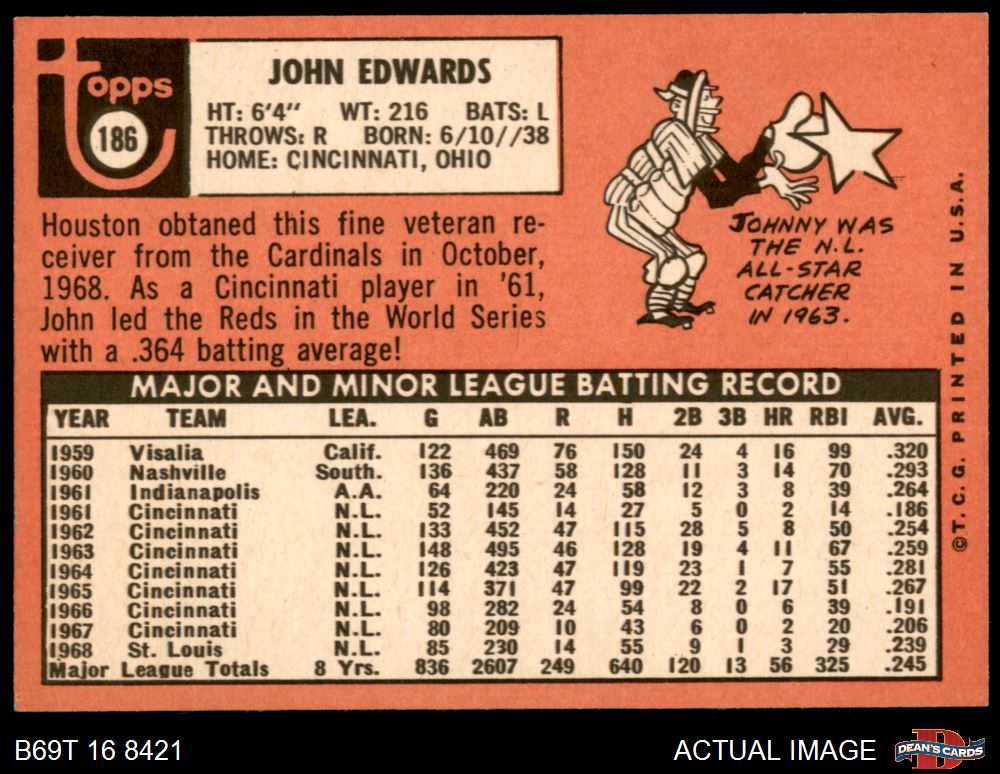 Topps
186
JOHN EDWARDS
HT: 6'4" WT: 216 BATS: L
THROWS: R BORN: 6/10//38
HOME: CINCINNATI, OHIO
Houston obtaned this fine veteran re-
ceiver from the Cardinals in October,
1968. As a Cincinnati player in '61,
John led the Reds in the World Series
with a .364 batting average!
JOHNNY WAS
THE N.L.
ALL-STAR
CATCHER
IN 1963.
MAJOR AND MINOR LEAGUE BATTING RECORD
YEAR TEAM LEA. G AB R H 2B 3B HR RBI AVG.
1959 Visalia Calif. 122 469 76 150 24 4 16 99 .320
1960 Nashville South. 136 437 58 128 11 3 14 70 .293
1961 Indianapolis A.A. 64 220 24 58 12 3 8 39 .264
1961 Cincinnati N.L. 52 145 14 27 5 0 2 14 .186
1962 Cincinnati N.L. 133 452 47 115 28 5 8 50 .254
1963 Cincinnati N.L. 148 495 46 128 19 4 11 67 .259
1964 Cincinnati N.L. 126 423 47 119 23 1 7 55 .281
1965 Cincinnati N.L. 114 371 47 99 22 2 17 51 .267
1966 Cincinnati N.L. 98 282 24 54 8 0 6 39 .191
1967 Cincinnati N.L. 80 209 10 43 6 0 2 20 .206
1968 St. Louis N.L. 85 230 14 55 9 1 3 29 .239
Major League Totals 8 Yrs. 836 2607 249 640 120 13 56 325 .245
©T. C. G. PRINTED IN U.S.A.
B69T 16 8421
ACTUAL IMAGE
DEAN'S CARDS